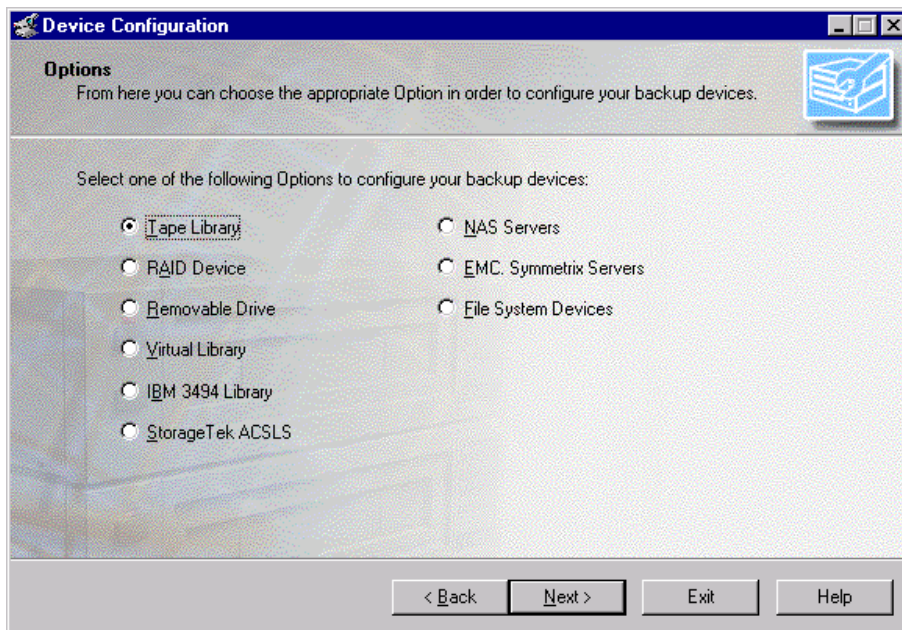 Device Configuration
Options
From here you can choose the appropriate Option in order to configure your backup devices.
Select one of the following Options to configure your backup devices:
Tape Library
RAID Device
Removable Drive
Virtual Library
IBM 3494 Library
StorageTek ACSLS
NAS Servers
EMC. Symmetrix Servers
File System Devices
< Back
Next >
Exit
Help